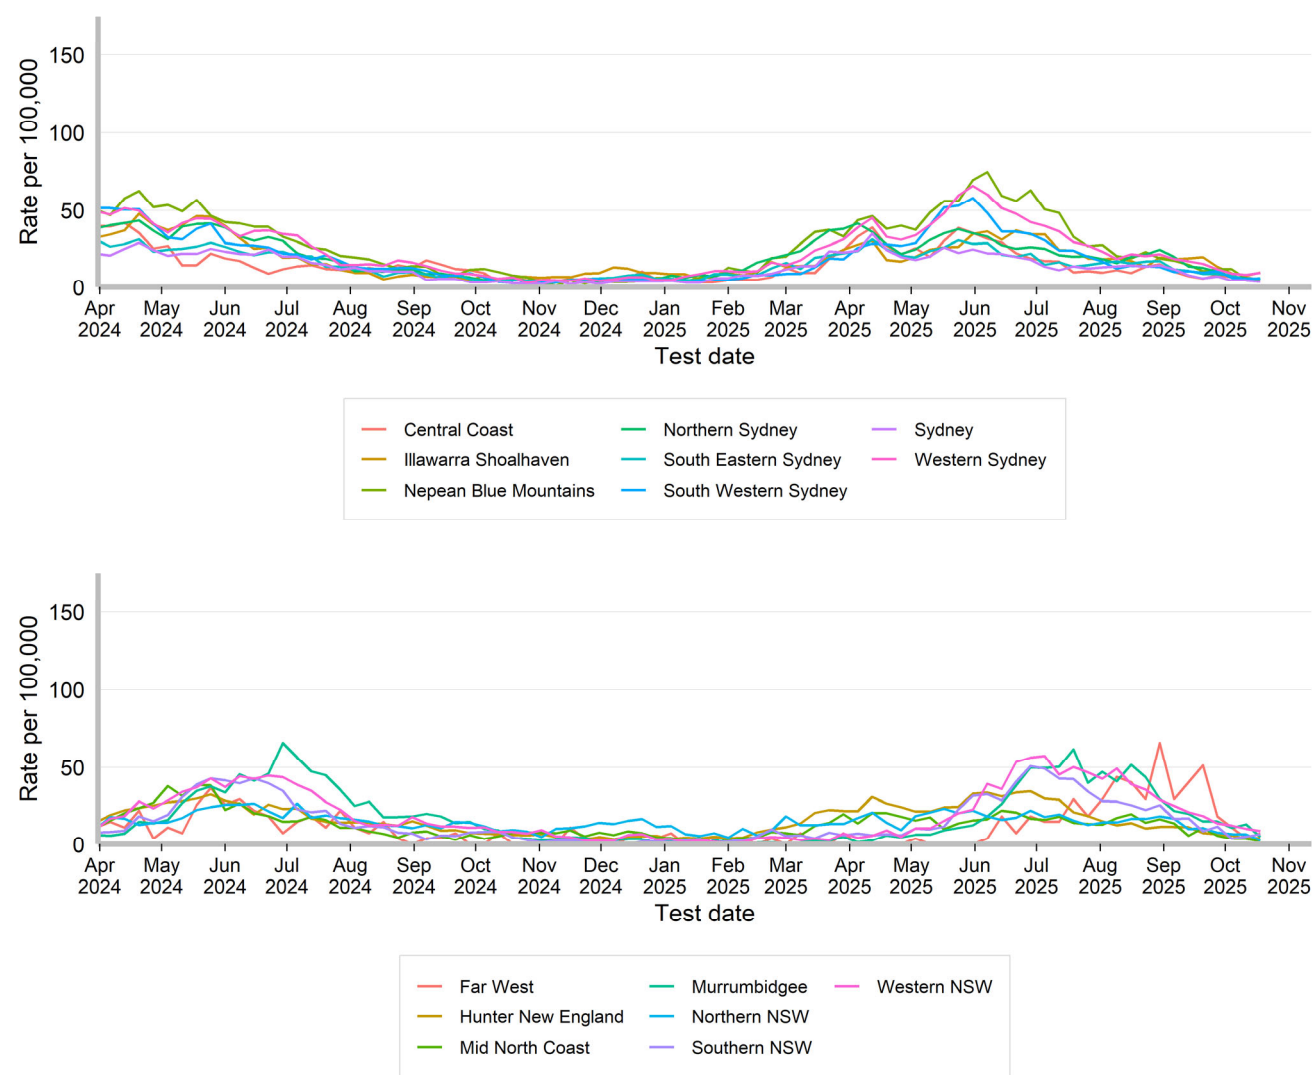 Rate per 100,000
150
100
50
0
Apr May Jun Jul Aug Sep Oct Nov Dec Jan Feb Mar Apr May Jun Jul Aug Sep Oct Nov
2024 2024 2024 2024 2024 2024 2024 2024 2024 2025 2025 2025 2025 2025 2025 2025 2025 2025 2025 2025
Test date
Central Coast Northern Sydney Sydney
Illawarra Shoalhaven South Eastern Sydney Western Sydney
Nepean Blue Mountains South Western Sydney
Rate per 100,000
150
100
50
0
Apr May Jun Jul Aug Sep Oct Nov Dec Jan Feb Mar Apr May Jun Jul Aug Sep Oct Nov
2024 2024 2024 2024 2024 2024 2024 2024 2024 2025 2025 2025 2025 2025 2025 2025 2025 2025 2025 2025
Test date
Far West Murrumbidgee Western NSW
Hunter New England Northern NSW
Mid North Coast Southern NSW